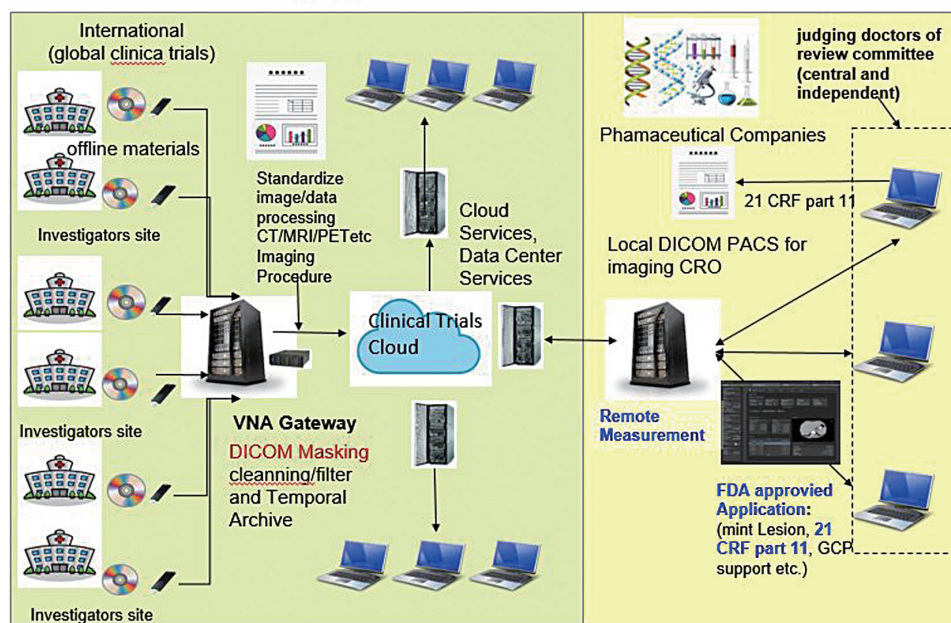 International
(global clinica trials)
offline materials
Investigators site
Investigators site
Investigators site
Standardize
image/data
processing
CT/MRI/PETetc
Imaging
Procedure
VNA Gateway
DICOM Masking
cleanning/filter
and Temporal
Archive
Clinical Trials
Cloud
Cloud
Services,
Data Center
Services
Phamaceutical Companies
judging doctors of
review committee
(central and
independent)
21 CRF part 11
Local DICOM PACS for
imaging CRO
Remote
Measurement
FDA approvied
Application:
(mint Lesion, 21
CRF part 11, GCP
support etc.)